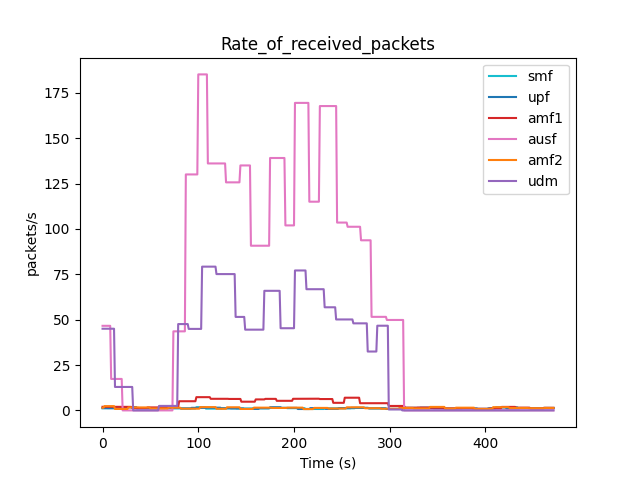 Rate_of_received_packets
smf
upf
amf1
ausf
amf2
udm
packets/s
175
150
125
100
75
50
25
0
0 100 200 300 400
Time (s)